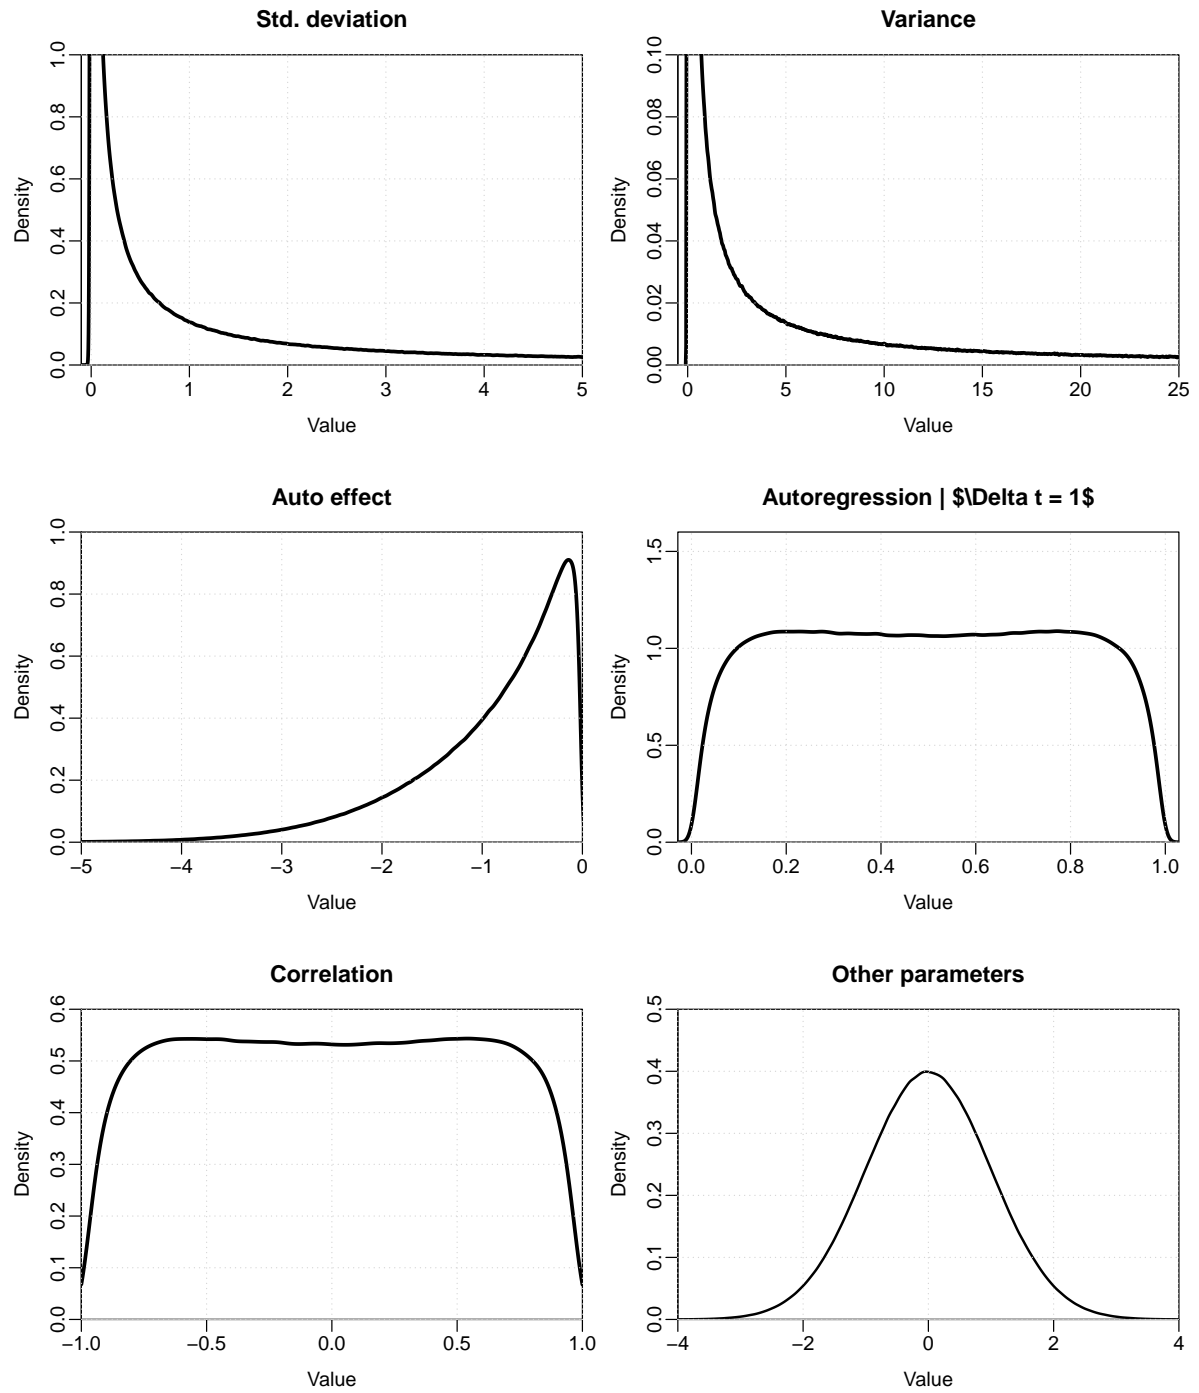 Std. deviation
Density
0.0 0.2 0.4 0.6 0.8 1.0
0 1 2 3 4 5
Value
Variance
Density
0.00 0.02 0.04 0.06 0.08 0.10
0 5 10 15 20 25
Value
Auto effect
Density
0.0 0.2 0.4 0.6 0.8 1.0
−5 −4 −3 −2 −1 0
Value
Autoregression | $\Delta t = 1$
Density
0.0 0.5 1.0 1.5
0.0 0.2 0.4 0.6 0.8 1.0
Value
Correlation
Density
0.0 0.1 0.2 0.3 0.4 0.5 0.6
−1.0 −0.5 0.0 0.5 1.0
Value
Other parameters
Density
0.0 0.1 0.2 0.3 0.4 0.5
−4 −2 0 2 4
Value